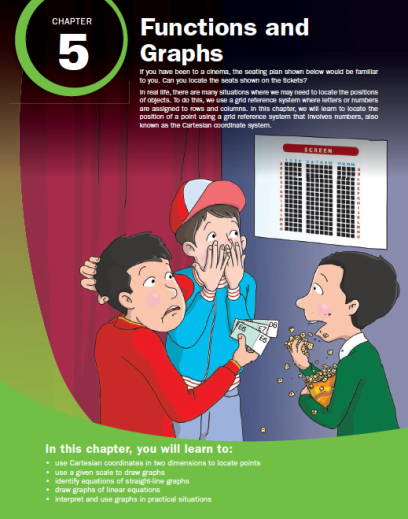 CHAPTER
5
Functions and
Graphs
If you have been to a cinema, the seating plan shown below would be familiar
to you. Can you locate the seats shown on the tickets?
In real life, there are many situations where we may need to locate the positions
of objects. To do this, we use a grid reference system where letters or numbers
are assigned to rows and columns. In this chapter, we will learn to locate the
position of a point using a grid reference system that involves numbers, also
known as the Cartesian coordinate system.
SCREEN
In this chapter, you will learn to:
• use Cartesian coordinates in two dimensions to locate points
• use a given scale to draw graphs
• identify equations of straight-line graphs
• draw graphs of linear equations
• interpret and use graphs in practical situations